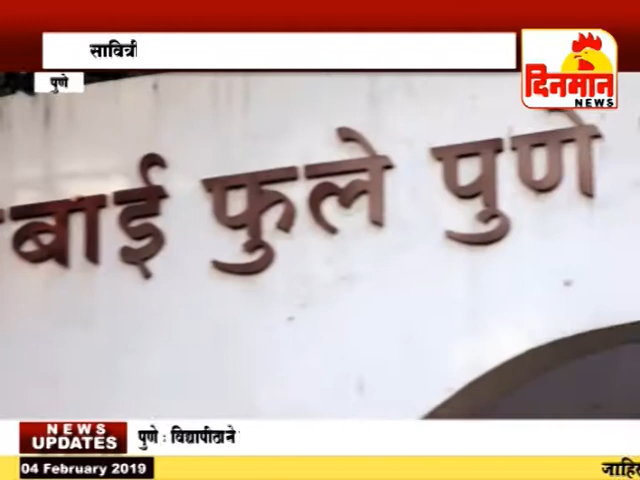 सावित्री
दिनमान
NEWS
पुणे
बाई फुले पुणे
NEWS
UPDATES
पुणे : विद्यापीठाने
04 February 2019